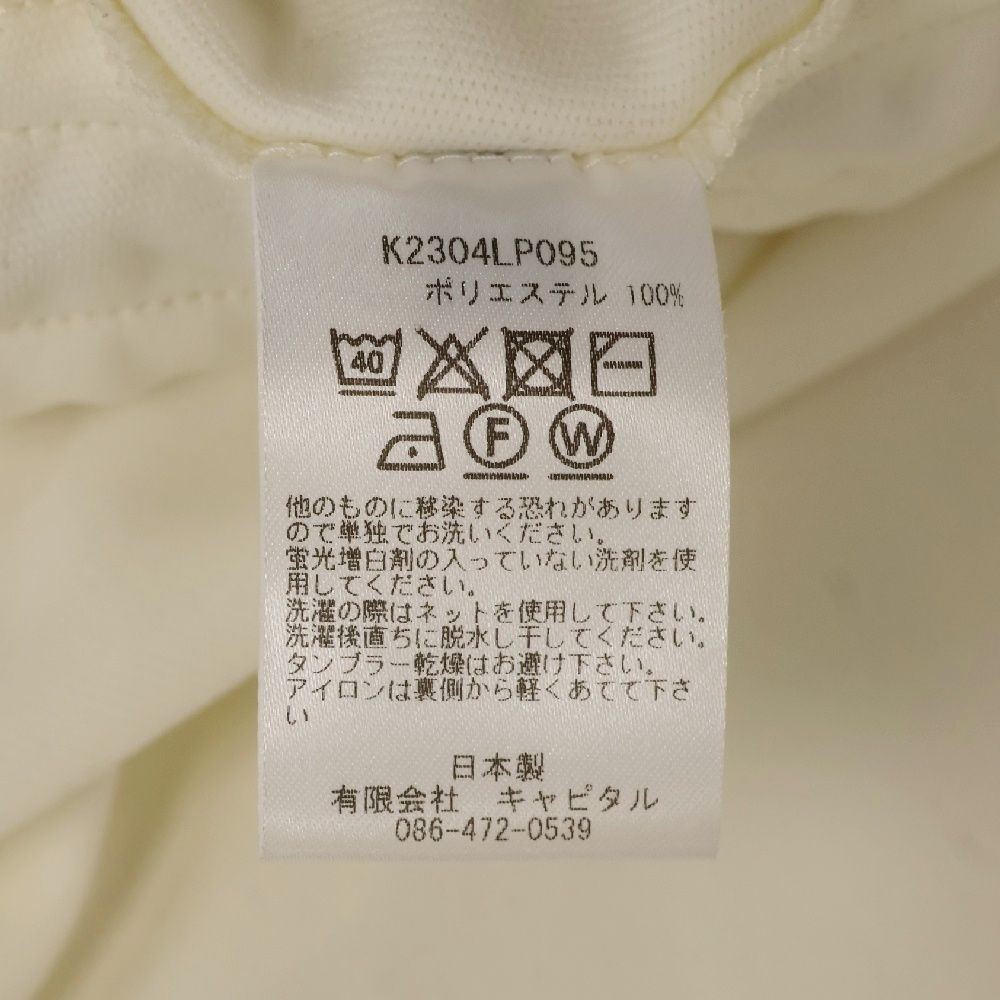 K2304LP095
ポリエステル 100%
40
F W
他のものに移染する恐れがあります
ので単独でお洗いください。
蛍光増白剤の入っていない洗剤を使
用してください。
洗濯の際はネットを使用して下さい。
洗濯後直ちに脱水し干してください。
タンブラー乾燥はお避け下さい。
アイロンは裏側から軽くあてて下さ
い
日本製
有限会社 キャピタル
086-472-0539